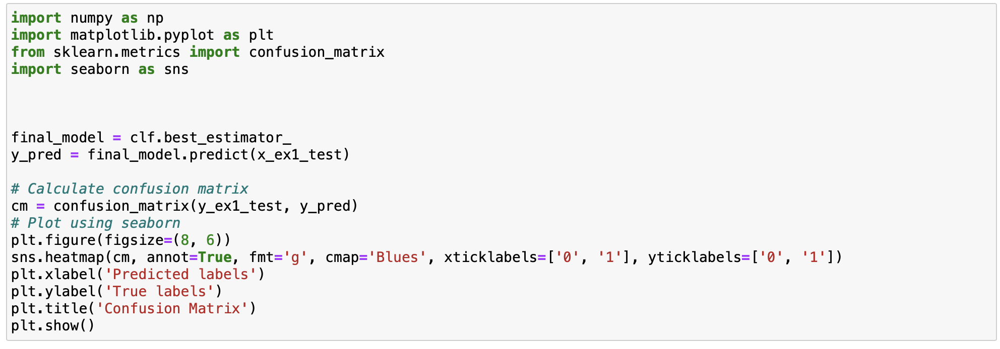 import numpy as np
import matplotlib.pyplot as plt
from sklearn.metrics import confusion_matrix
import seaborn as sns
final_model = clf.best_estimator_
y_pred = final_model.predict(x_ex1_test)
# Calculate confusion matrix
cm = confusion_matrix(y_ex1_test, y_pred)
# Plot using seaborn
plt.figure(figsize=(8, 6))
sns.heatmap(cm, annot=True, fmt='g', cmap='Blues', xticklabels=['0', '1'], yticklabels=['0', '1'])
plt.xlabel('Predicted labels')
plt.ylabel('True labels')
plt.title('Confusion Matrix')
plt.show()